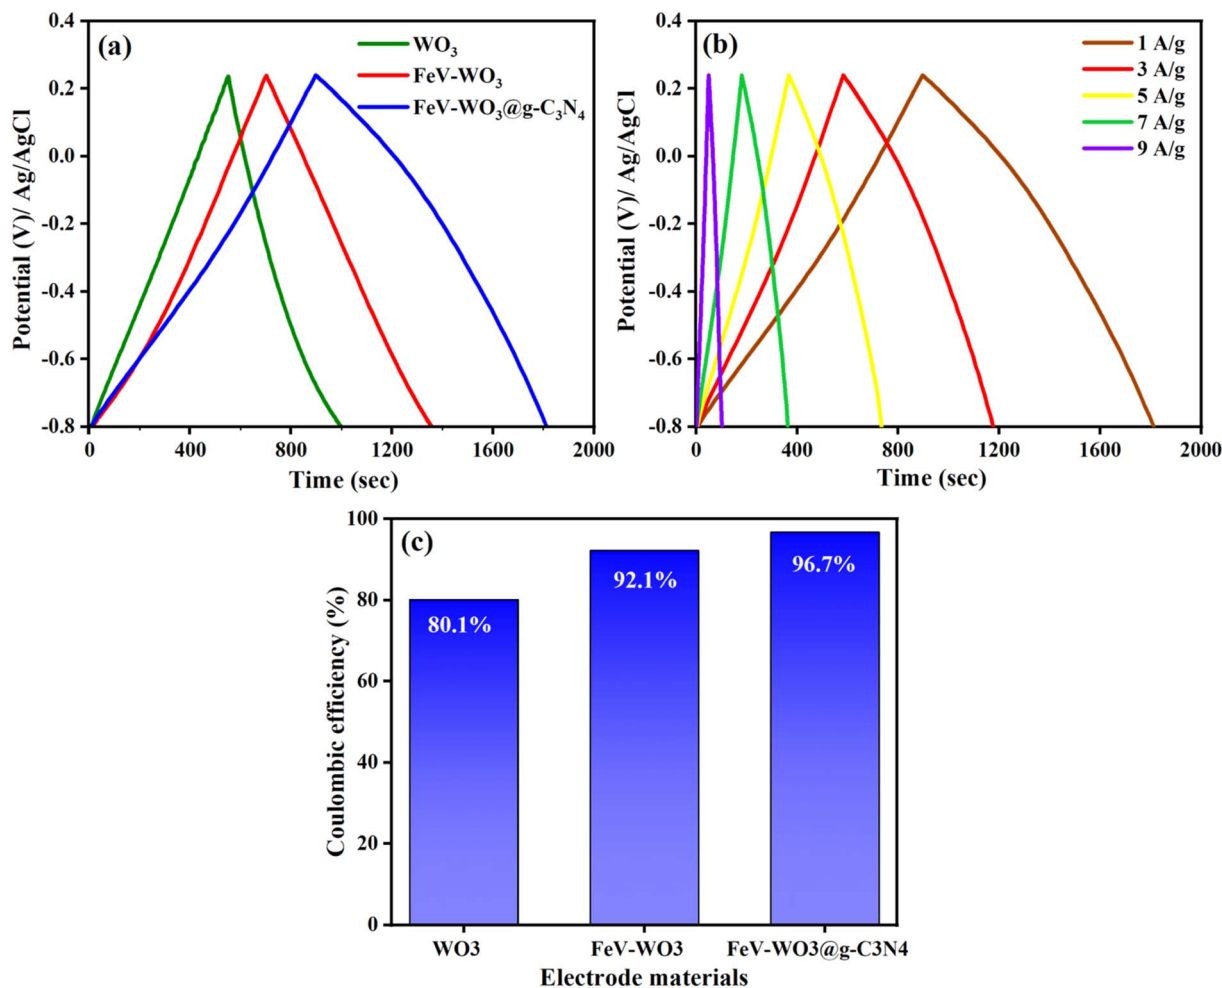 (a)
WO₃
FeV-WO₃
FeV-WO₃@g-C₃N₄
0.4
0.2
0.0
-0.2
-0.4
-0.6
-0.8
Potential (V)/ Ag/AgCl
0 400 800 1200 1600 2000
Time (sec)
(b)
1 A/g
3 A/g
5 A/g
7 A/g
9 A/g
0.4
0.2
0.0
-0.2
-0.4
-0.6
-0.8
Potential (V)/ Ag/AgCl
0 400 800 1200 1600 2000
Time (sec)
(c)
100
80
60
40
20
0
Coulombic efficiency (%)
80.1%
92.1%
96.7%
WO3 FeV-WO3 FeV-WO3@g-C3N4
Electrode materials